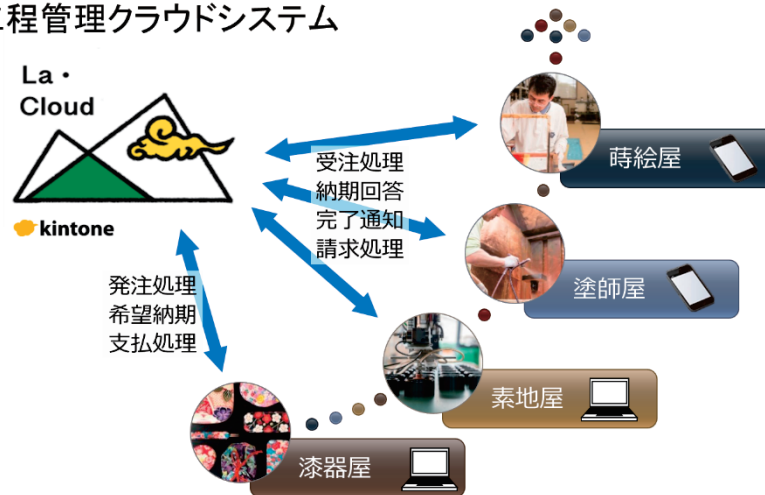 程管理クラウドシステム
La・
Cloud
kintone
受注処理
納期回答
完了通知
請求処理
発注処理
希望納期
支払処理
蒔絵屋
塗師屋
素地屋
漆器屋